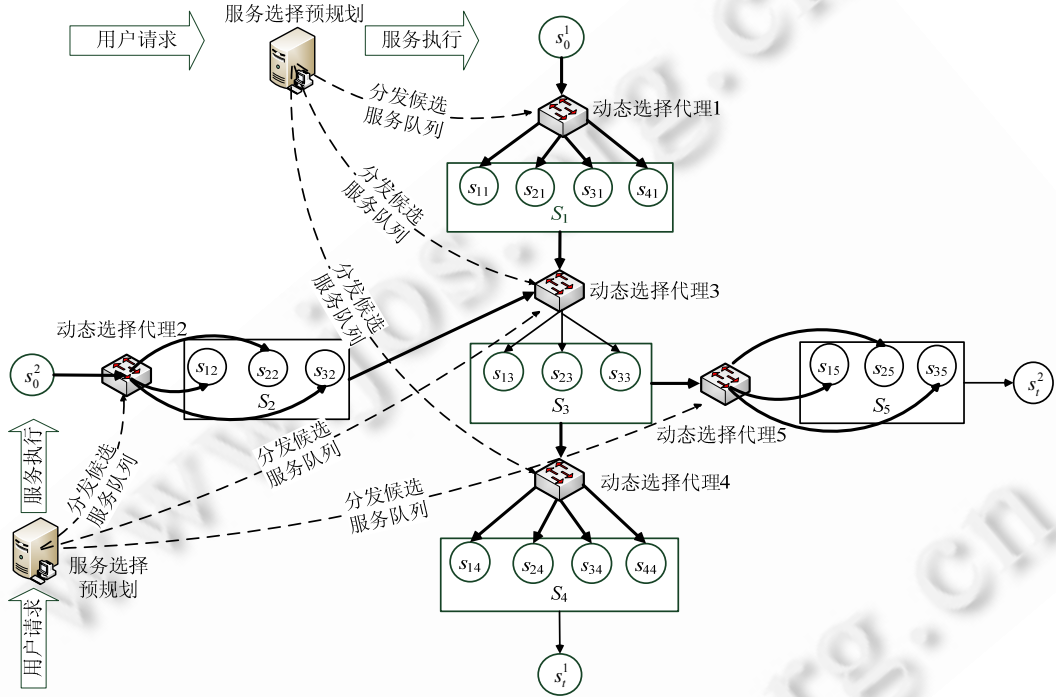 服务选择预规划
用户请求
服务执行
s_0^1
分发候选
服务队列
动态选择代理1
s11 s21 s31 s41
S1
分发候选
服务队列
动态选择代理3
分发候选
服务队列
动态选择代理2
s_0^2
s12 s22 s32
S2
s13 s23 s33
S3
s15 s25 s35
S5
s_t^2
动态选择代理5
服务执行
分发候选
服务队列
分发候选
服务队列
分发候选
服务队列
动态选择代理4
服务选择
预规划
s14 s24 s34 s44
S4
用户请求
s_t^1